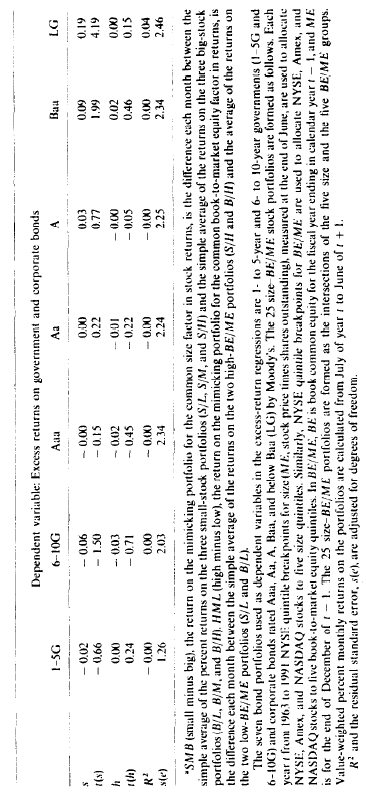 Dependent variable: Excess returns on government and corporate bonds
1–5G 6–10G Aaa Aa A Baa LG
s − 0.02 − 0.06 − 0.00 0.00 0.03 0.09 0.19
t(s) − 0.66 − 1.50 − 0.15 0.22 0.77 1.99 4.19
h 0.00 − 0.03 − 0.02 − 0.01 − 0.00 0.02 0.00
t(h) 0.24 − 0.71 − 0.45 − 0.22 − 0.05 0.46 0.15
R² − 0.00 0.00 − 0.00 − 0.00 − 0.00 0.00 0.04
s(e) 1.26 2.03 2.34 2.24 2.25 2.34 2.46
ᵃSMB (small minus big), the return on the mimicking portfolio for the common size factor in stock returns, is the difference each month between the
simple average of the percent returns on the three small-stock portfolios (S/L, S/M, and S/H) and the simple average of the returns on the three big-stock
portfolios (B/L, B/M, and B/H). HML (high minus low), the return on the mimicking portfolio for the common book-to-market equity factor in returns, is
the difference each month between the simple average of the returns on the two high-BE/ME portfolios (S/H and B/H) and the average of the returns on
the two low-BE/ME portfolios (S/L and B/L).
The seven bond portfolios used as dependent variables in the excess-return regressions are 1- to 5-year and 6- to 10-year governments (1–5G and
6–10G) and corporate bonds rated Aaa, Aa, A, Baa, and below Baa (LG) by Moody's. The 25 size-BE/ME stock portfolios are formed as follows. Each
year t from 1963 to 1991 NYSE quintile breakpoints for size (ME, stock price times shares outstanding), measured at the end of June, are used to allocate
NYSE, Amex, and NASDAQ stocks to five size quintiles. Similarly, NYSE quintile breakpoints for BE/ME are used to allocate NYSE, Amex, and
NASDAQ stocks to five book-to-market equity quintiles. In BE/ME, BE is book common equity for the fiscal year ending in calendar year t − 1, and ME
is for the end of December of t − 1. The 25 size-BE/ME portfolios are formed as the intersections of the five size and the five BE/ME groups.
Value-weighted percent monthly returns on the portfolios are calculated from July of year t to June of t + 1.
R² and the residual standard error, s(e), are adjusted for degrees of freedom.